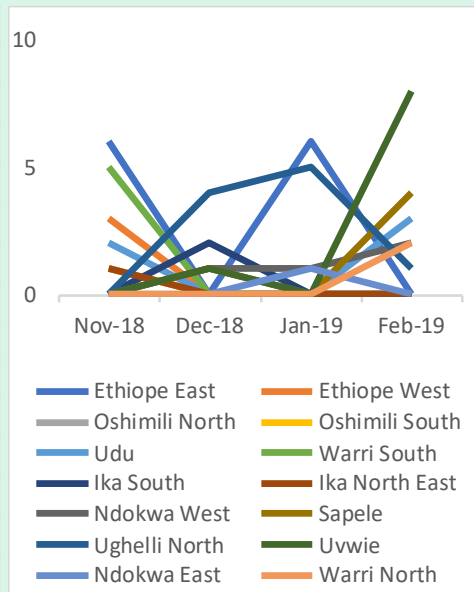 10
5
0
Nov-18 Dec-18 Jan-19 Feb-19
Ethiope East Ethiope West
Oshimili North Oshimili South
Udu Warri South
Ika South Ika North East
Ndokwa West Sapele
Ughelli North Uvwie
Ndokwa East Warri North